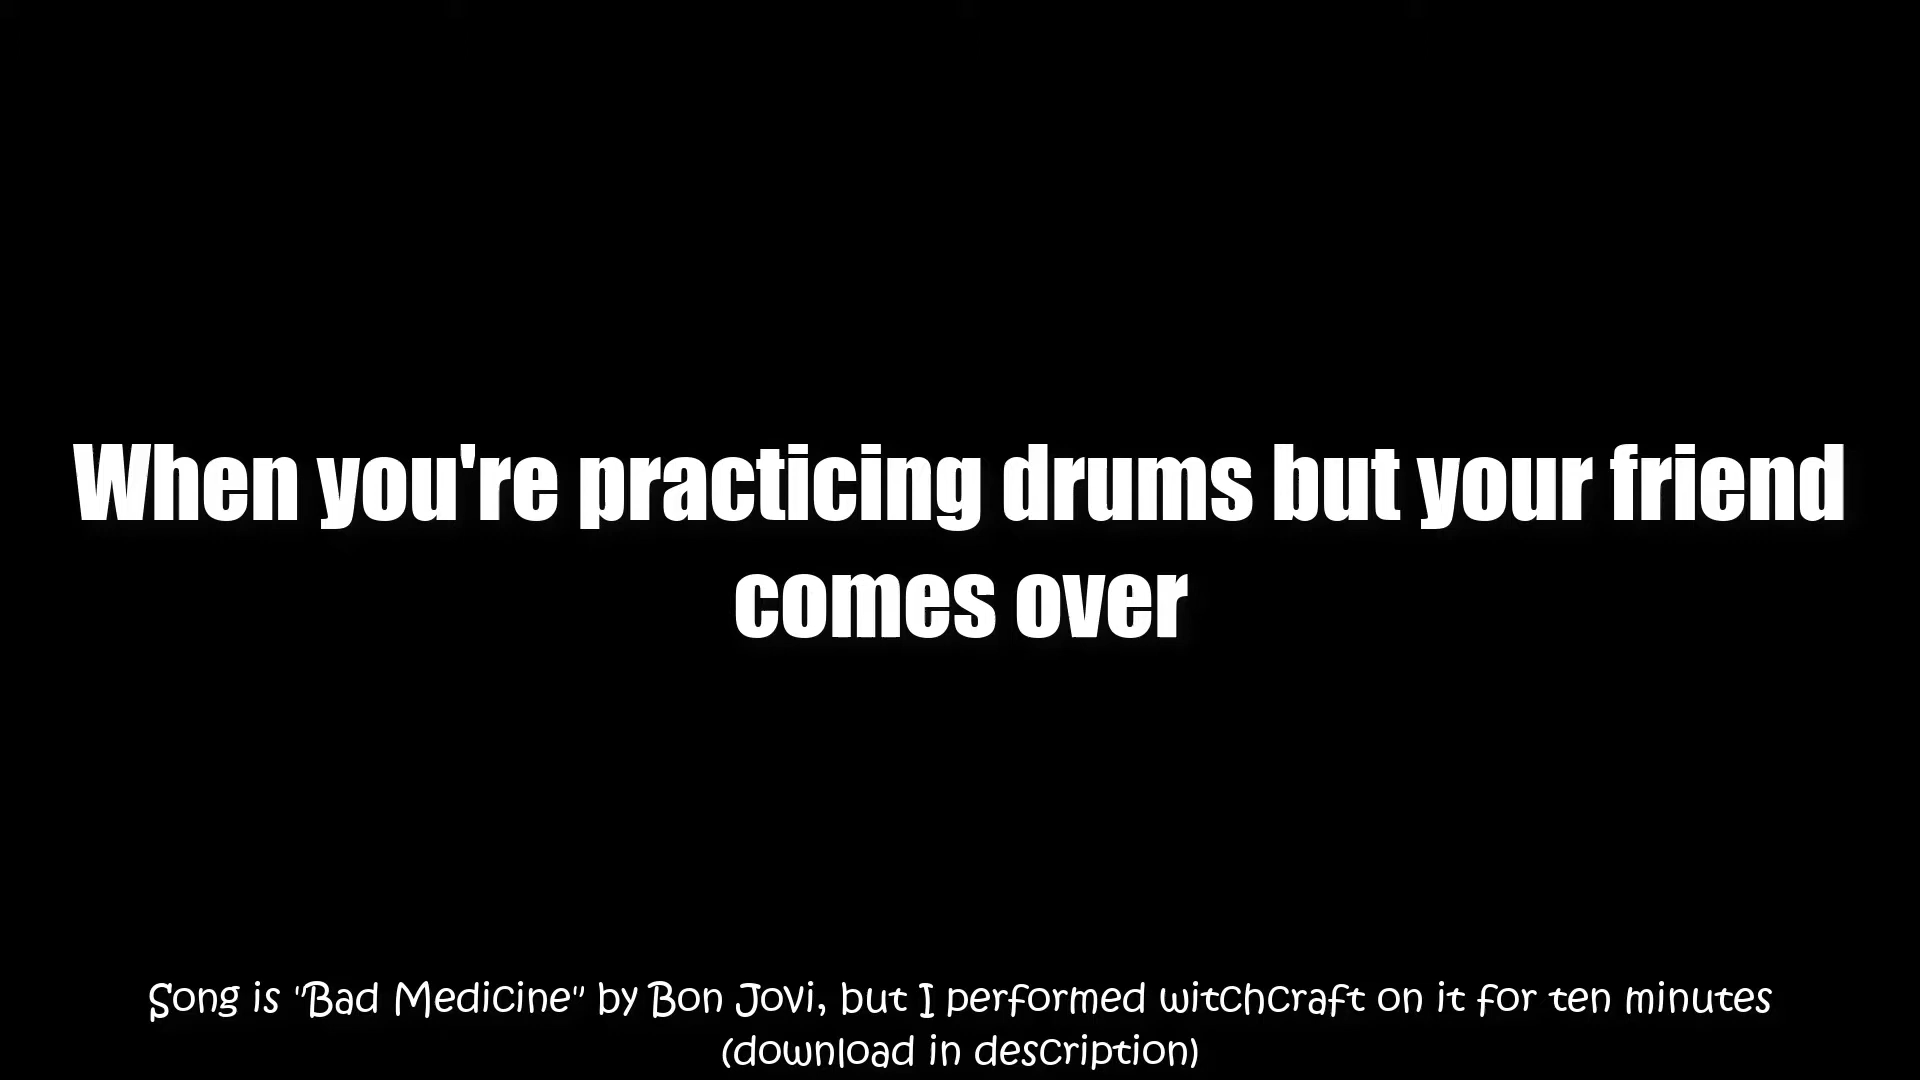 When you're practicing drums but your friend
comes over
Song is "Bad Medicine" by Bon Jovi, but I performed witchcraft on it for ten minutes
(download in description)